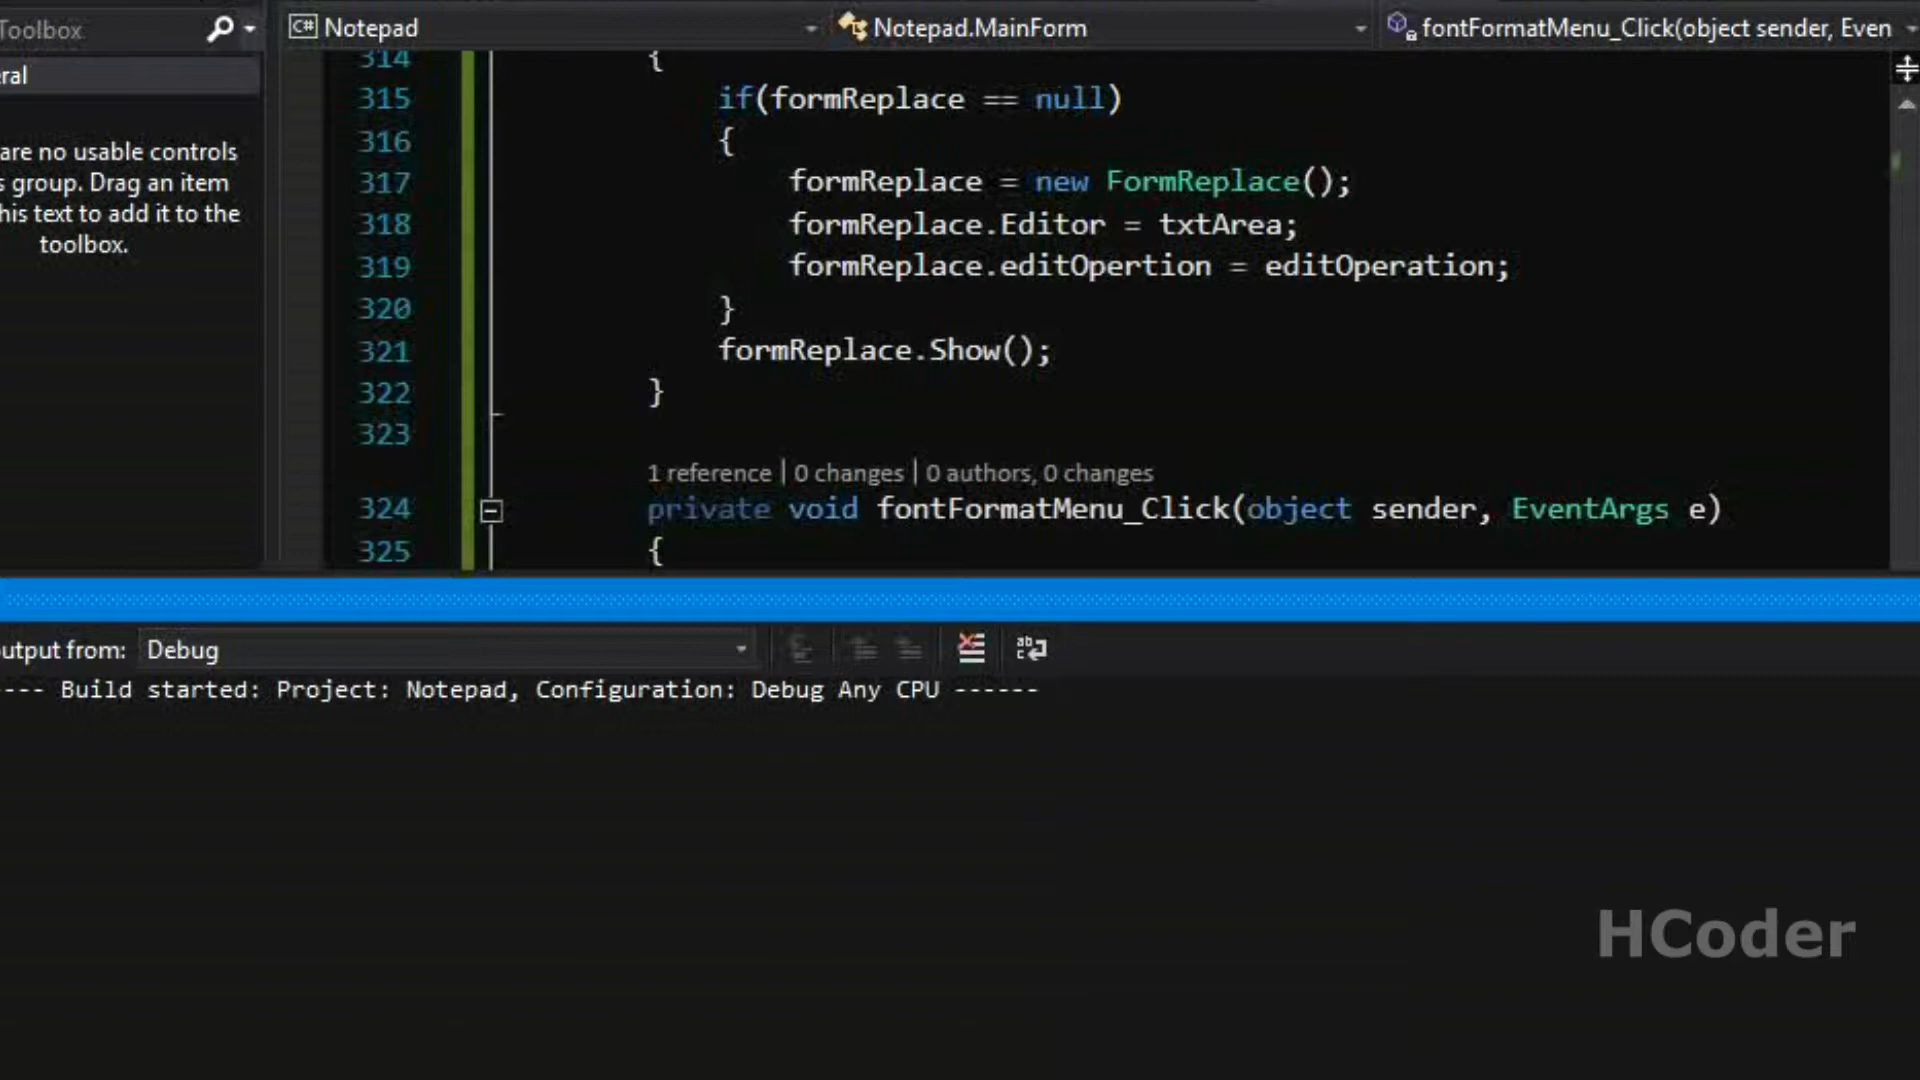 Toolbox
C# Notepad
Notepad.MainForm
fontFormatMenu_Click(object sender, Even
eral
are no usable controls
s group. Drag an item
his text to add it to the
toolbox.
314 {
315 if(formReplace == null)
316 {
317 formReplace = new FormReplace();
318 formReplace.Editor = txtArea;
319 formReplace.editOpertion = editOperation;
320 }
321 formReplace.Show();
322 }
323
1 reference | 0 changes | 0 authors, 0 changes
324 private void fontFormatMenu_Click(object sender, EventArgs e)
325 {
utput from: Debug
---- Build started: Project: Notepad, Configuration: Debug Any CPU ------
HCoder